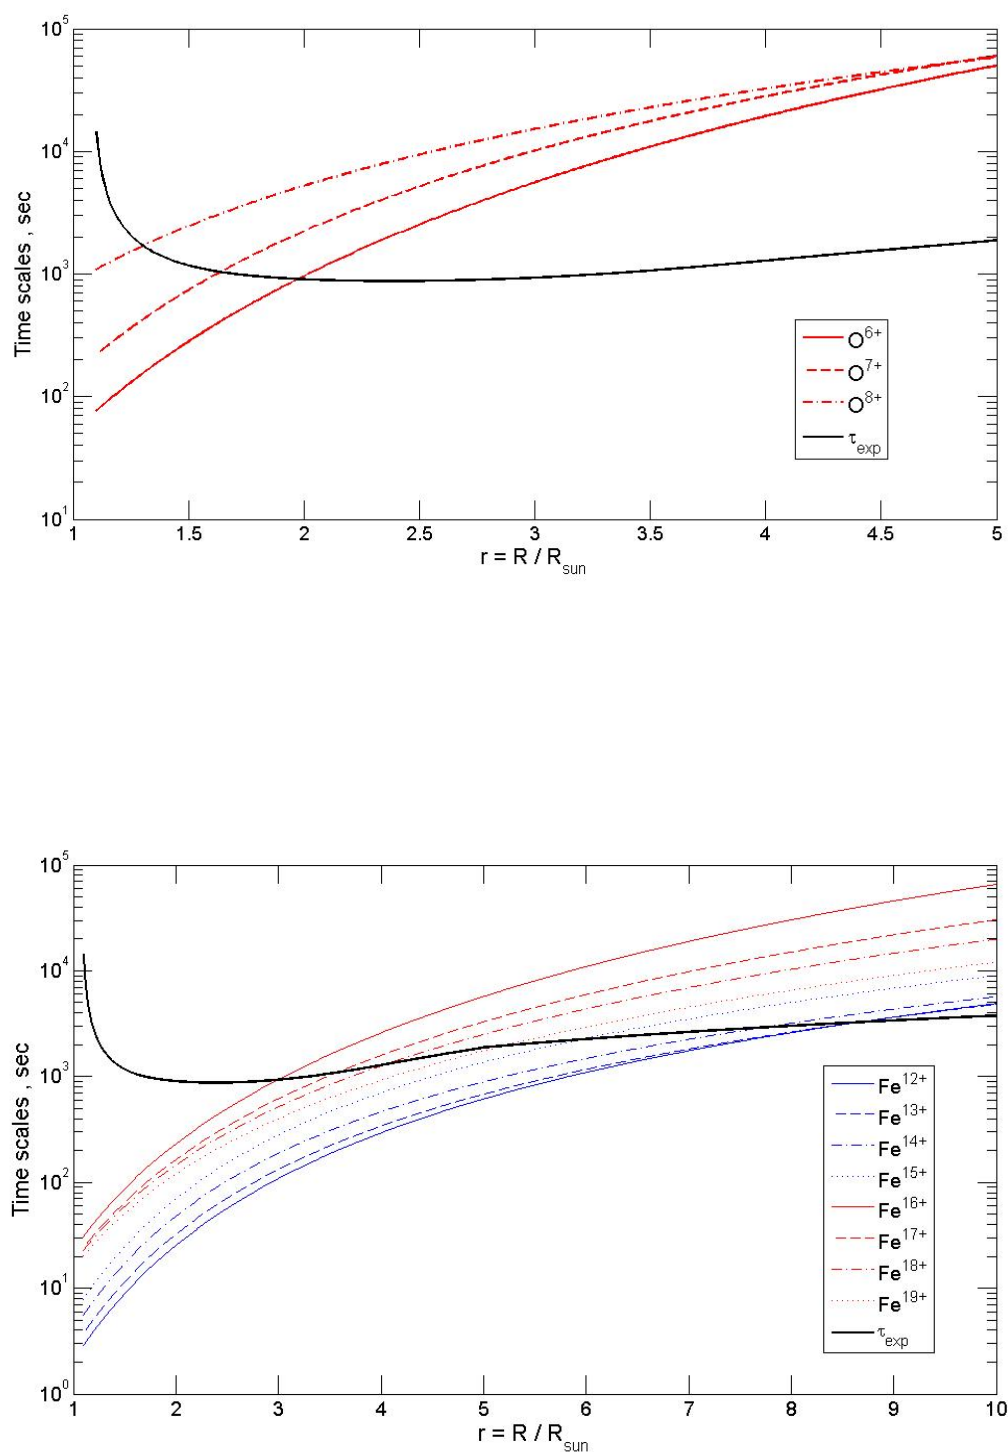 10^5
10^4
10^3
10^2
10^1
Time scales , sec
1 1.5 2 2.5 3 3.5 4 4.5 5
r = R / R_sun
O^6+
O^7+
O^8+
τ_exp
10^5
10^4
10^3
10^2
10^1
10^0
Time scales , sec
1 2 3 4 5 6 7 8 9 10
r = R / R_sun
Fe^12+
Fe^13+
Fe^14+
Fe^15+
Fe^16+
Fe^17+
Fe^18+
Fe^19+
τ_exp